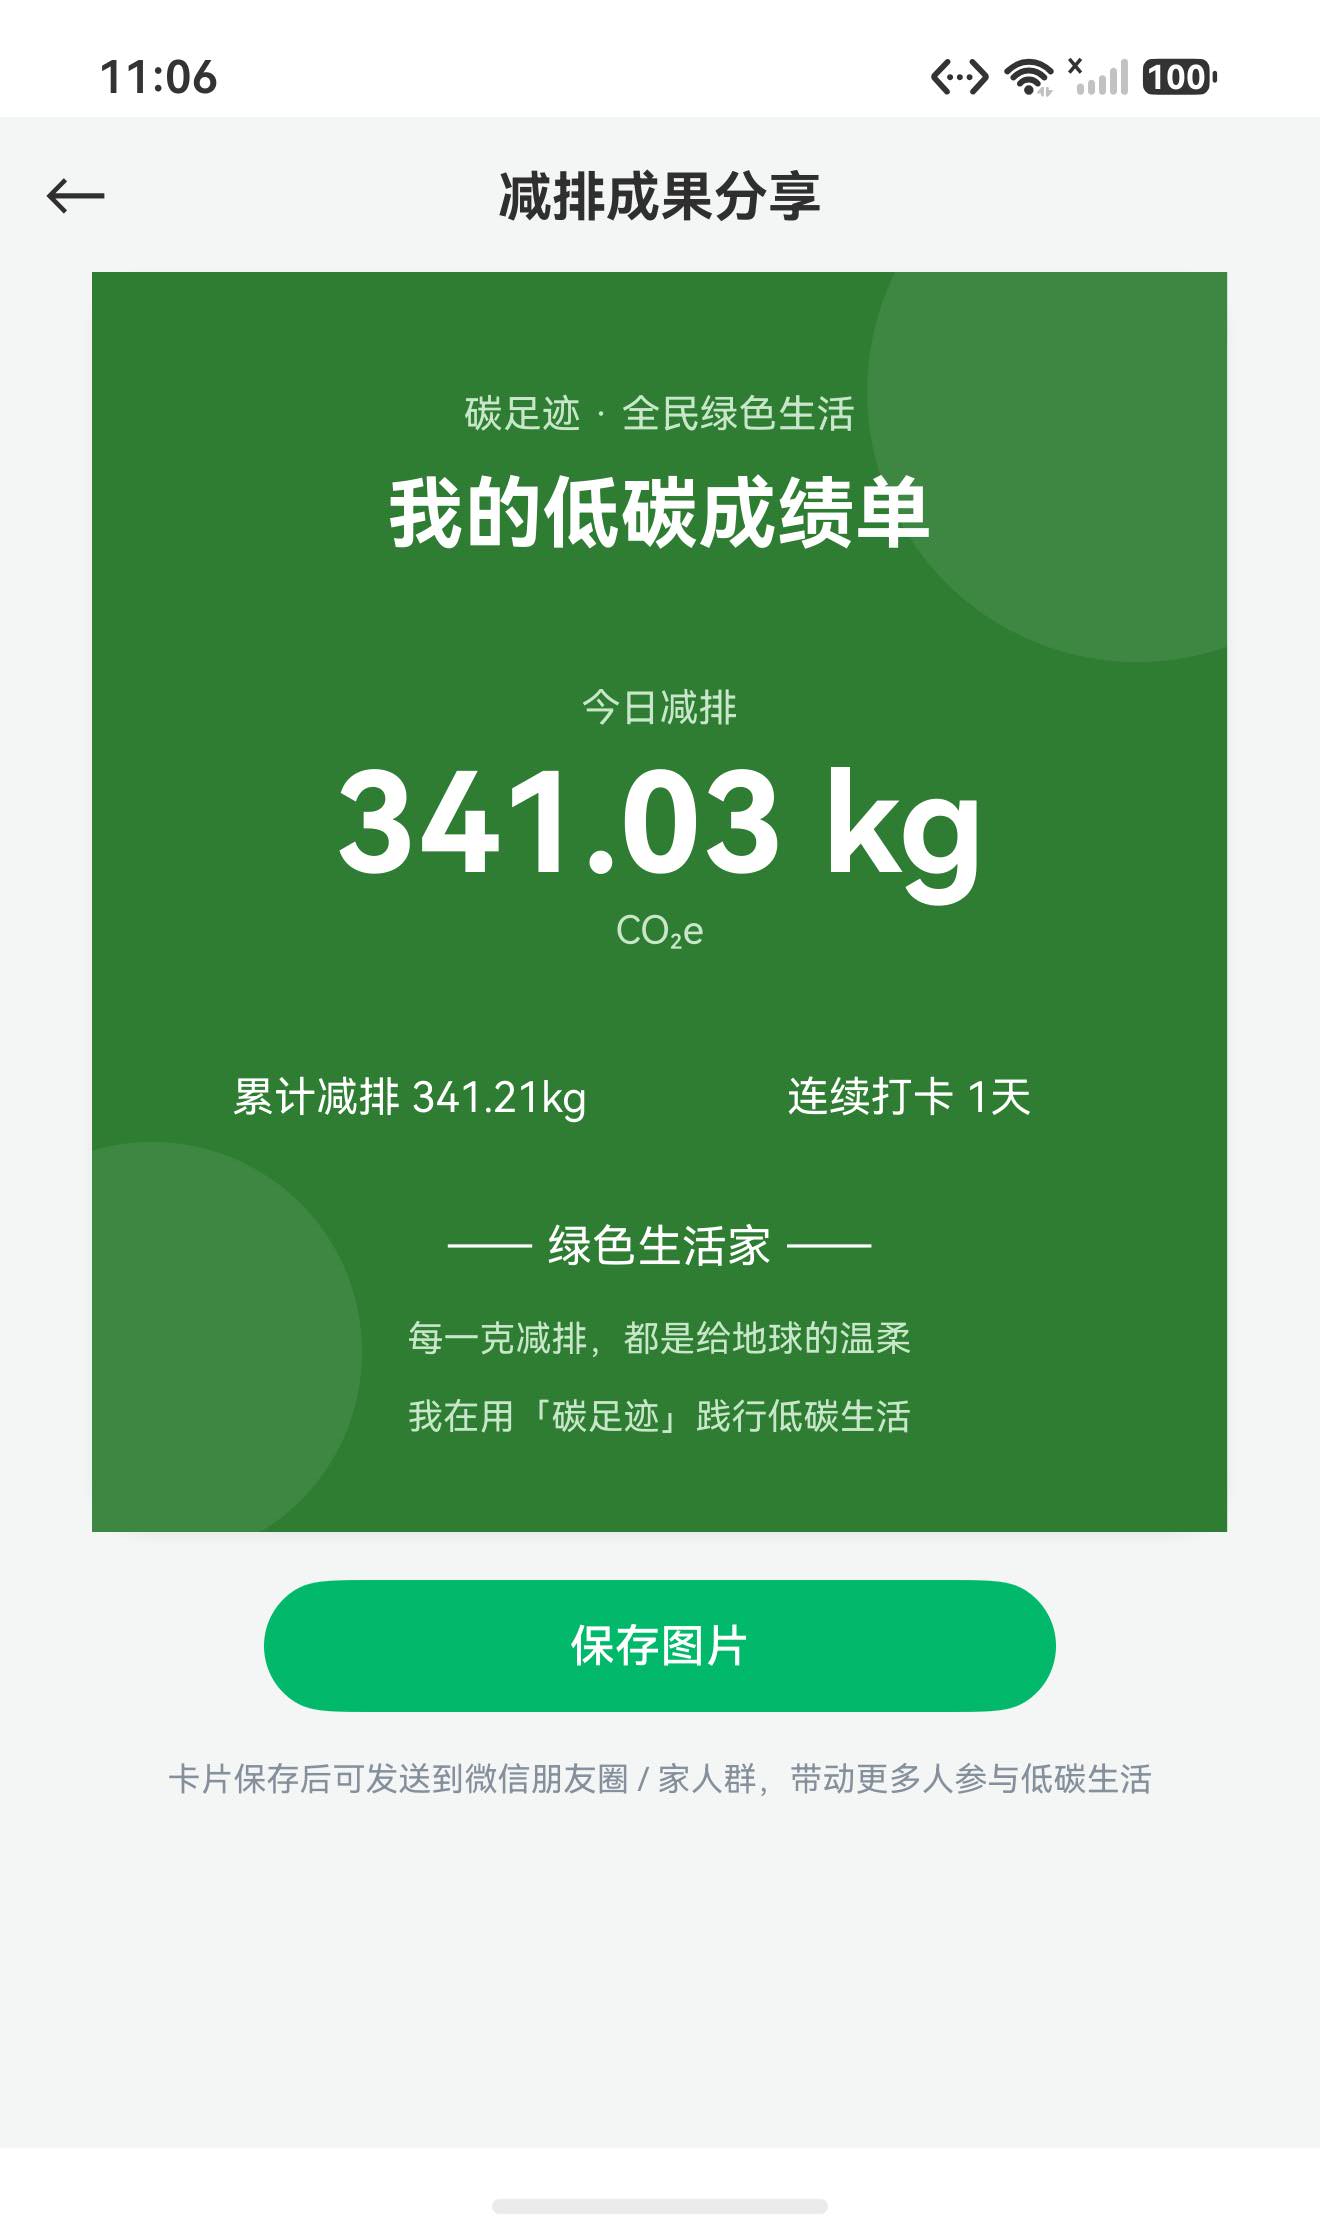 11:06
100
减排成果分享
碳足迹 · 全民绿色生活
我的低碳成绩单
今日减排
341.03 kg
CO₂e
累计减排 341.21kg
连续打卡 1天
—— 绿色生活家 ——
每一克减排，都是给地球的温柔
我在用「碳足迹」践行低碳生活
保存图片
卡片保存后可发送到微信朋友圈 / 家人群，带动更多人参与低碳生活